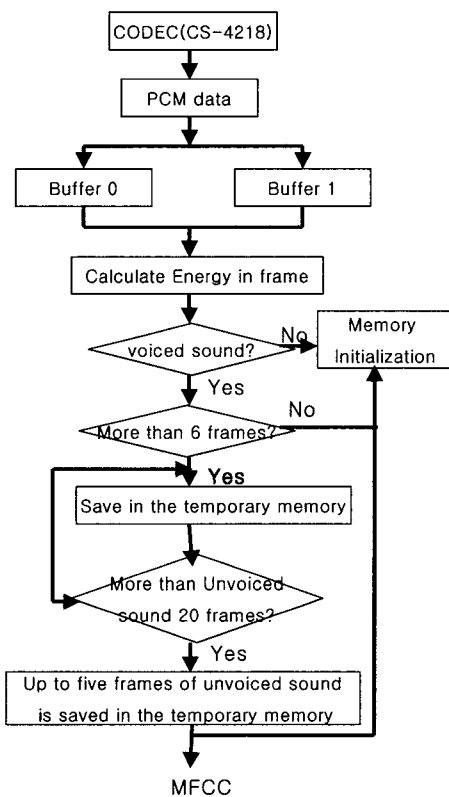 CODEC(CS-4218)
PCM data
Buffer 0
Buffer 1
Calculate Energy in frame
voiced sound?
No
Memory
Initialization
Yes
More than 6 frames?
No
Yes
Save in the temporary memory
More than Unvoiced
sound 20 frames?
Yes
Up to five frames of unvoiced sound
is saved in the temporary memory
MFCC